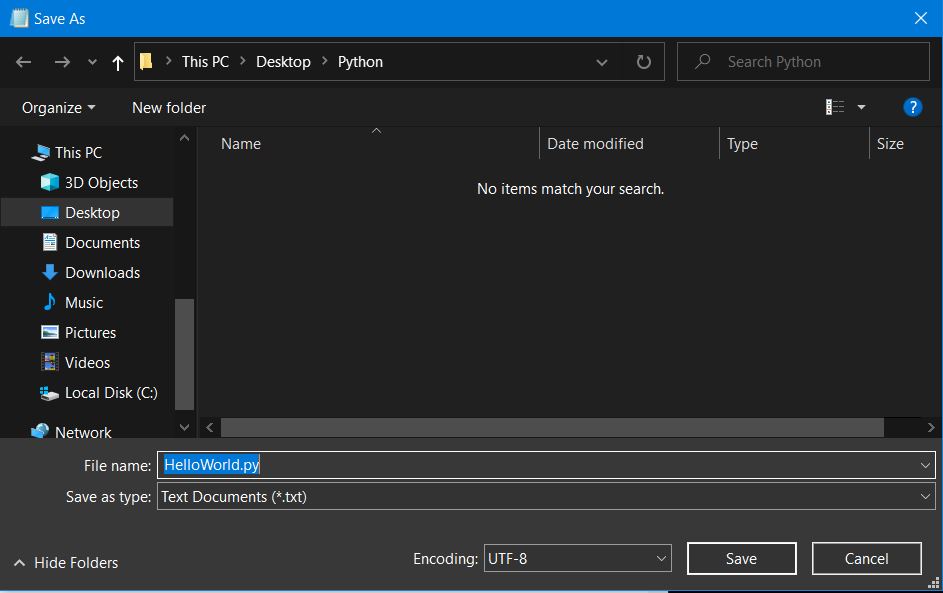 Save As
This PC Desktop Python Search Python
Organize New folder ?
This PC
3D Objects
Desktop
Documents
Downloads
Music
Pictures
Videos
Local Disk (C:)
Network
Name Date modified Type Size
No items match your search.
File name: HelloWorld.py
Save as type: Text Documents (*.txt)
Hide Folders Encoding: UTF-8 Save Cancel